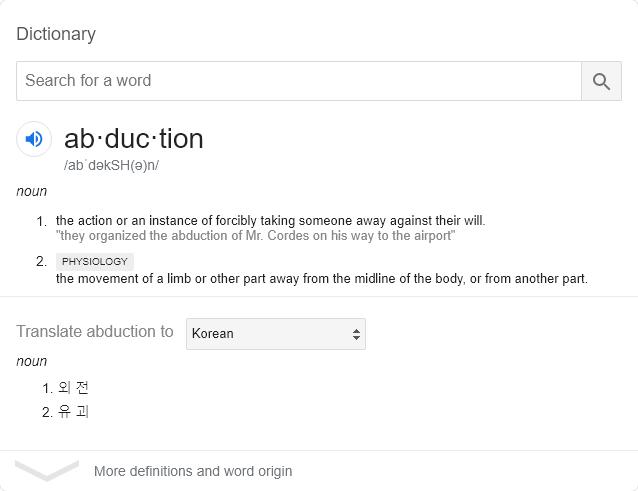 Dictionary
Search for a word
ab·duc·tion
/abˈdəkSH(ə)n/
noun
1. the action or an instance of forcibly taking someone away against their will.
"they organized the abduction of Mr. Cordes on his way to the airport"
2. PHYSIOLOGY
the movement of a limb or other part away from the midline of the body, or from another part.
Translate abduction to Korean
noun
1. 외 전
2. 유 괴
More definitions and word origin